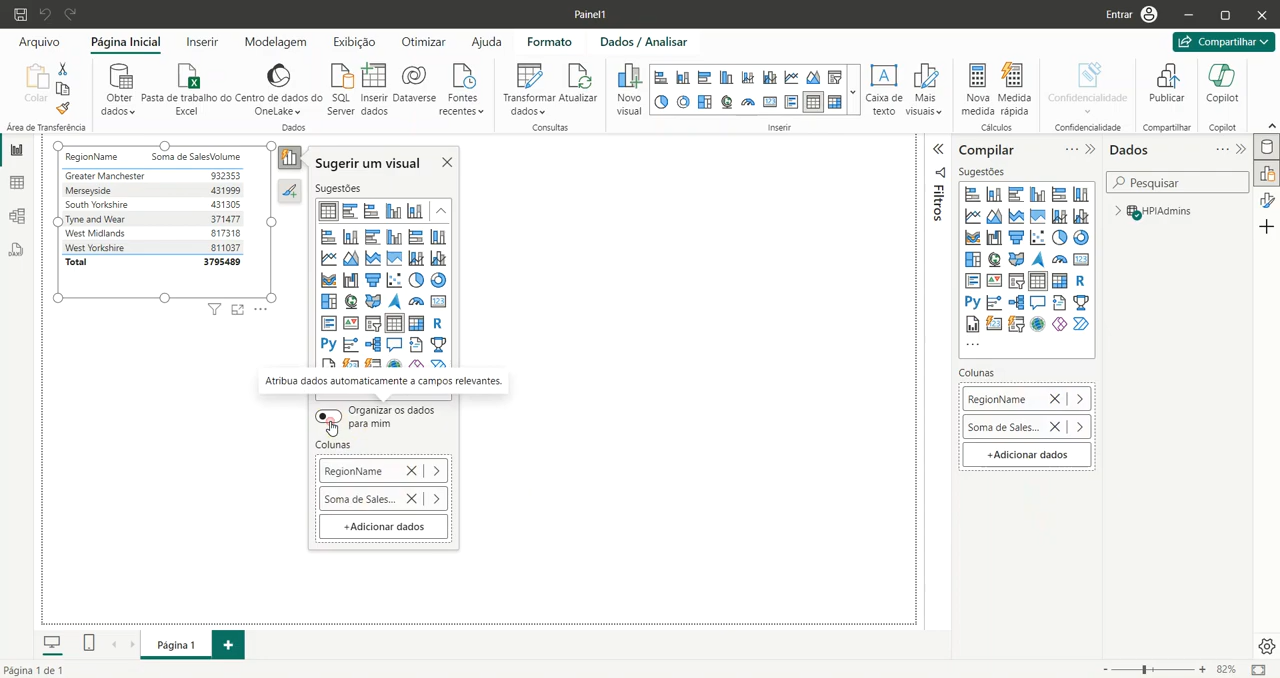 Painel1
Entrar
Arquivo
Página Inicial
Inserir
Modelagem
Exibição
Otimizar
Ajuda
Formato
Dados / Analisar
Compartilhar
Colar
Área de Transferência
Obter dados
Pasta de trabalho do Excel
Centro de dados do OneLake
SQL Server
Inserir dados
Dataverse
Fontes recentes
Dados
Transformar dados
Atualizar
Consultas
Novo visual
Caixa de texto
Mais visuais
Inserir
Nova medida
Medida rápida
Cálculos
Confidencialidade
Confidencialidade
Publicar
Compartilhar
Copilot
Copilot
RegionName Soma de SalesVolume
Greater Manchester 932353
Merseyside 431999
South Yorkshire 431305
Tyne and Wear 371477
West Midlands 817318
West Yorkshire 811037
Total 3795489
Sugerir um visual
Sugestões
123
R
Py
Atribua dados automaticamente a campos relevantes.
Organizar os dados
para mim
Colunas
RegionName
Soma de Sales...
+Adicionar dados
Filtros
Compilar
Sugestões
123
R
Py
Colunas
RegionName
Soma de Sales...
+Adicionar dados
Dados
Pesquisar
HPIAdmins
DAX
Página 1
Página 1 de 1
82%